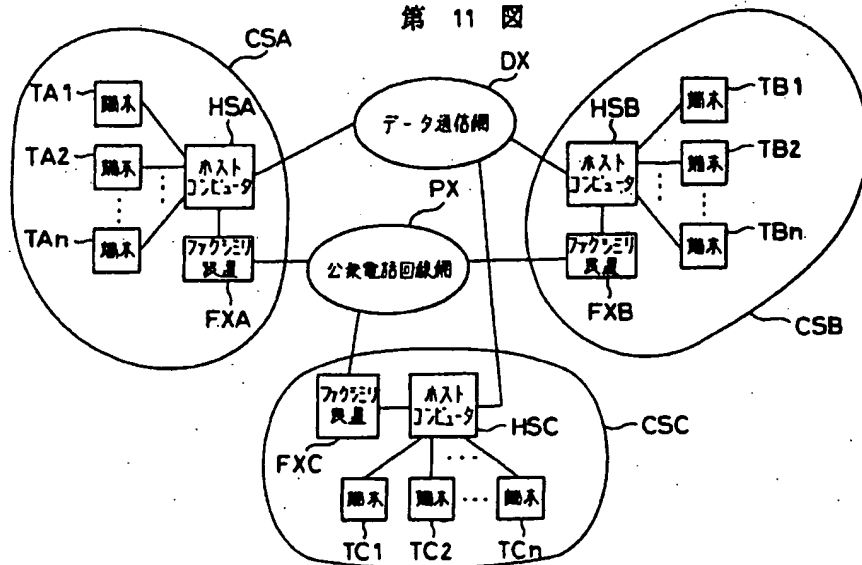 第 11 図
CSA
TA1
端末
TA2
端末
TAn
端末
HSA
ホスト
コンピュータ
ファクシミリ
装置
FXA
DX
データ通信網
PX
公衆電話回線網
HSB
ホスト
コンピュータ
ファクシミリ
装置
FXB
端末
TB1
端末
TB2
端末
TBn
CSB
ファクシミリ
装置
FXC
ホスト
コンピュータ
HSC
CSC
端末
端末
端末
TC1
TC2
TCn